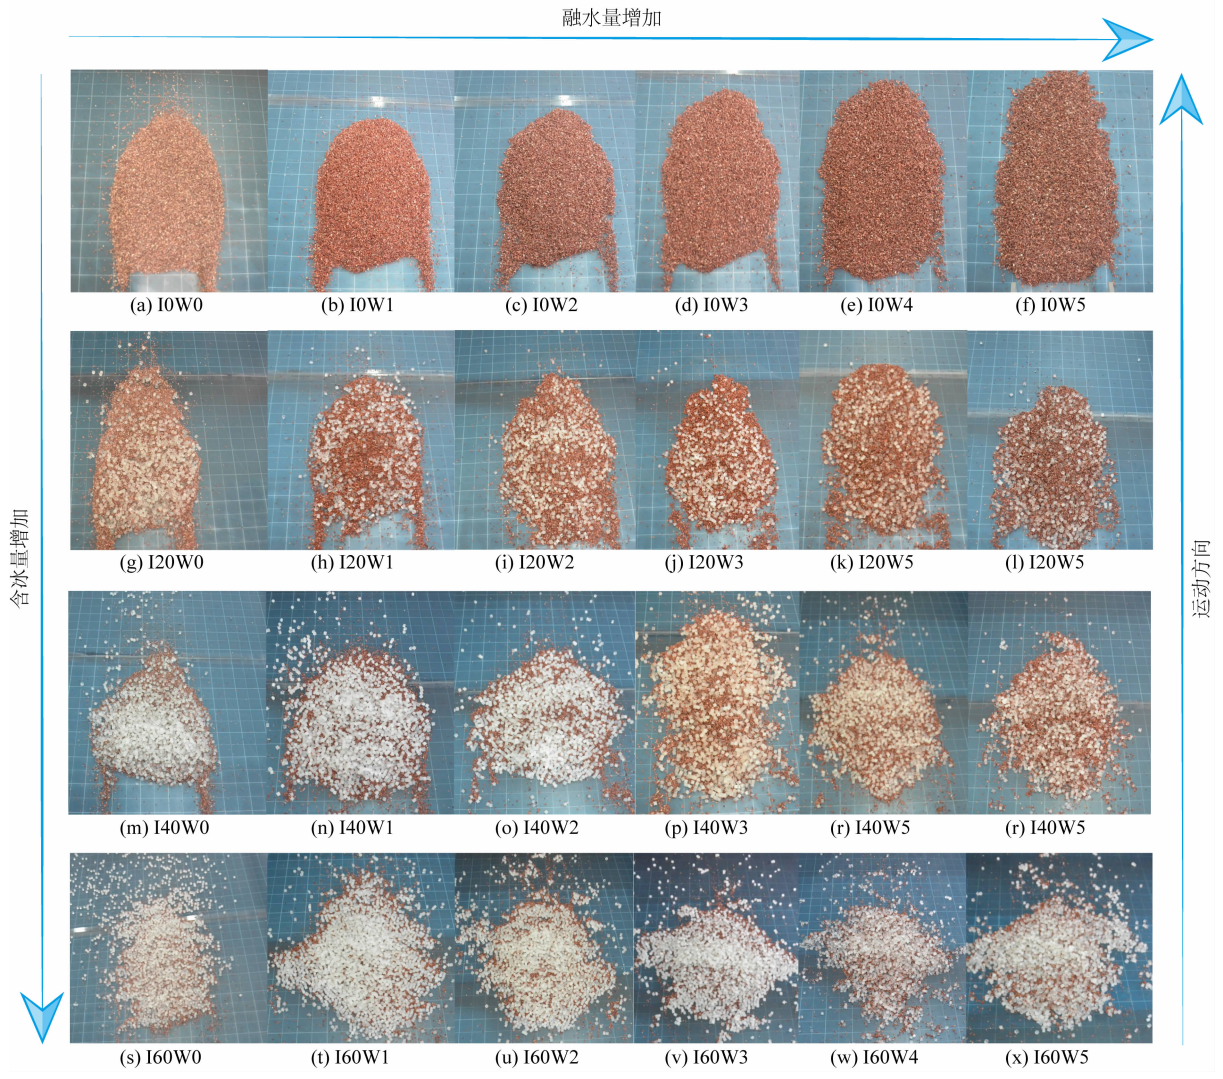 融水量增加
(a) I0W0
(b) I0W1
(c) I0W2
(d) I0W3
(e) I0W4
(f) I0W5
(g) I20W0
(h) I20W1
(i) I20W2
(j) I20W3
(k) I20W5
(l) I20W5
含冰量增加
运动方向
(m) I40W0
(n) I40W1
(o) I40W2
(p) I40W3
(r) I40W5
(r) I40W5
(s) I60W0
(t) I60W1
(u) I60W2
(v) I60W3
(w) I60W4
(x) I60W5